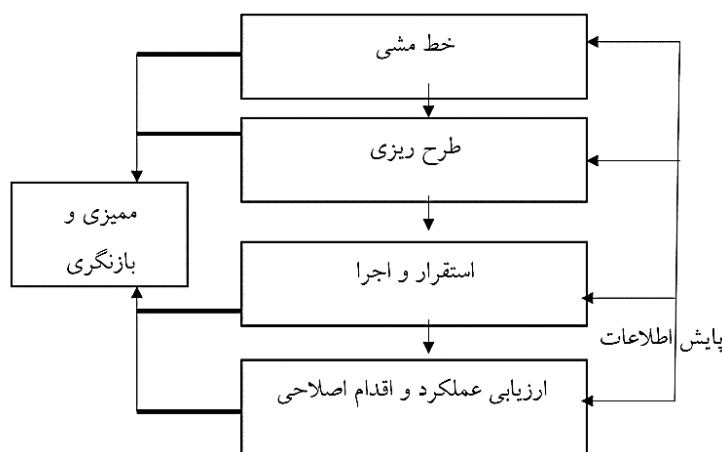 خط مشی
طرح ریزی
ممیزی و
بازنگری
استقرار و اجرا
پایش اطلاعات
ارزیابی عملکرد و اقدام اصلاحی